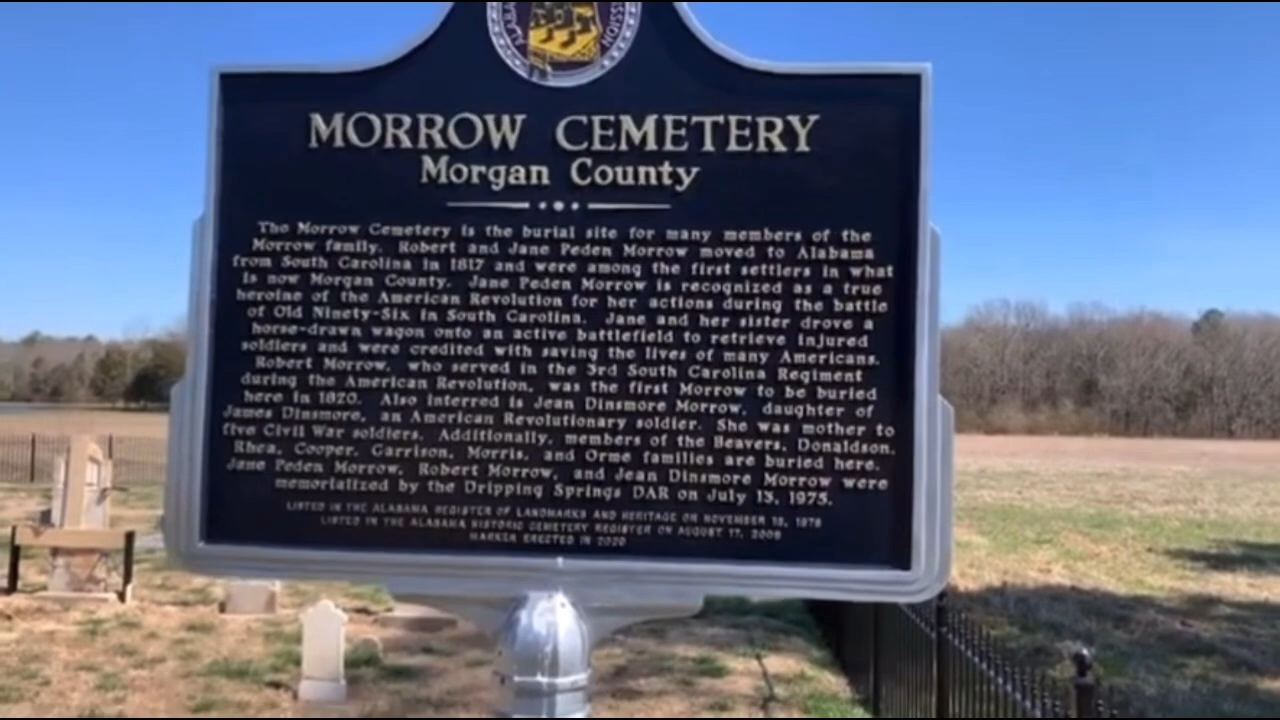 ALABA
ISSION
MORROW CEMETERY
Morgan County
The Morrow Cemetery is the burial site for many members of the
Morrow family. Robert and Jane Peden Morrow moved to Alabama
from South Carolina in 1817 and were among the first settlers in what
is now Morgan County. Jane Peden Morrow is recognized as a true
heroine of the American Revolution for her actions during the battle
of Old Ninety-Six in South Carolina. Jane and her sister drove a
horse-drawn wagon onto an active battlefield to retrieve injured
soldiers and were credited with saving the lives of many Americans.
Robert Morrow, who served in the 3rd South Carolina Regiment
during the American Revolution, was the first Morrow to be buried
here in 1820. Also interred is Jean Dinsmore Morrow, daughter of
James Dinsmore, an American Revolutionary soldier. She was mother to
five Civil War soldiers. Additionally, members of the Beavers, Donaldson,
Rhea, Cooper, Garrison, Morris, and Orme families are buried here.
Jane Peden Morrow, Robert Morrow, and Jean Dinsmore Morrow were
memorialized by the Dripping Springs DAR on July 13, 1975.
LISTED IN THE ALABAMA REGISTER OF LANDMARKS AND HERITAGE ON NOVEMBER
LISTED IN THE ALABAMA HISTORIC CEMETERY REGISTER ON AUGUST 17,
MARKER ERECTED IN 2020